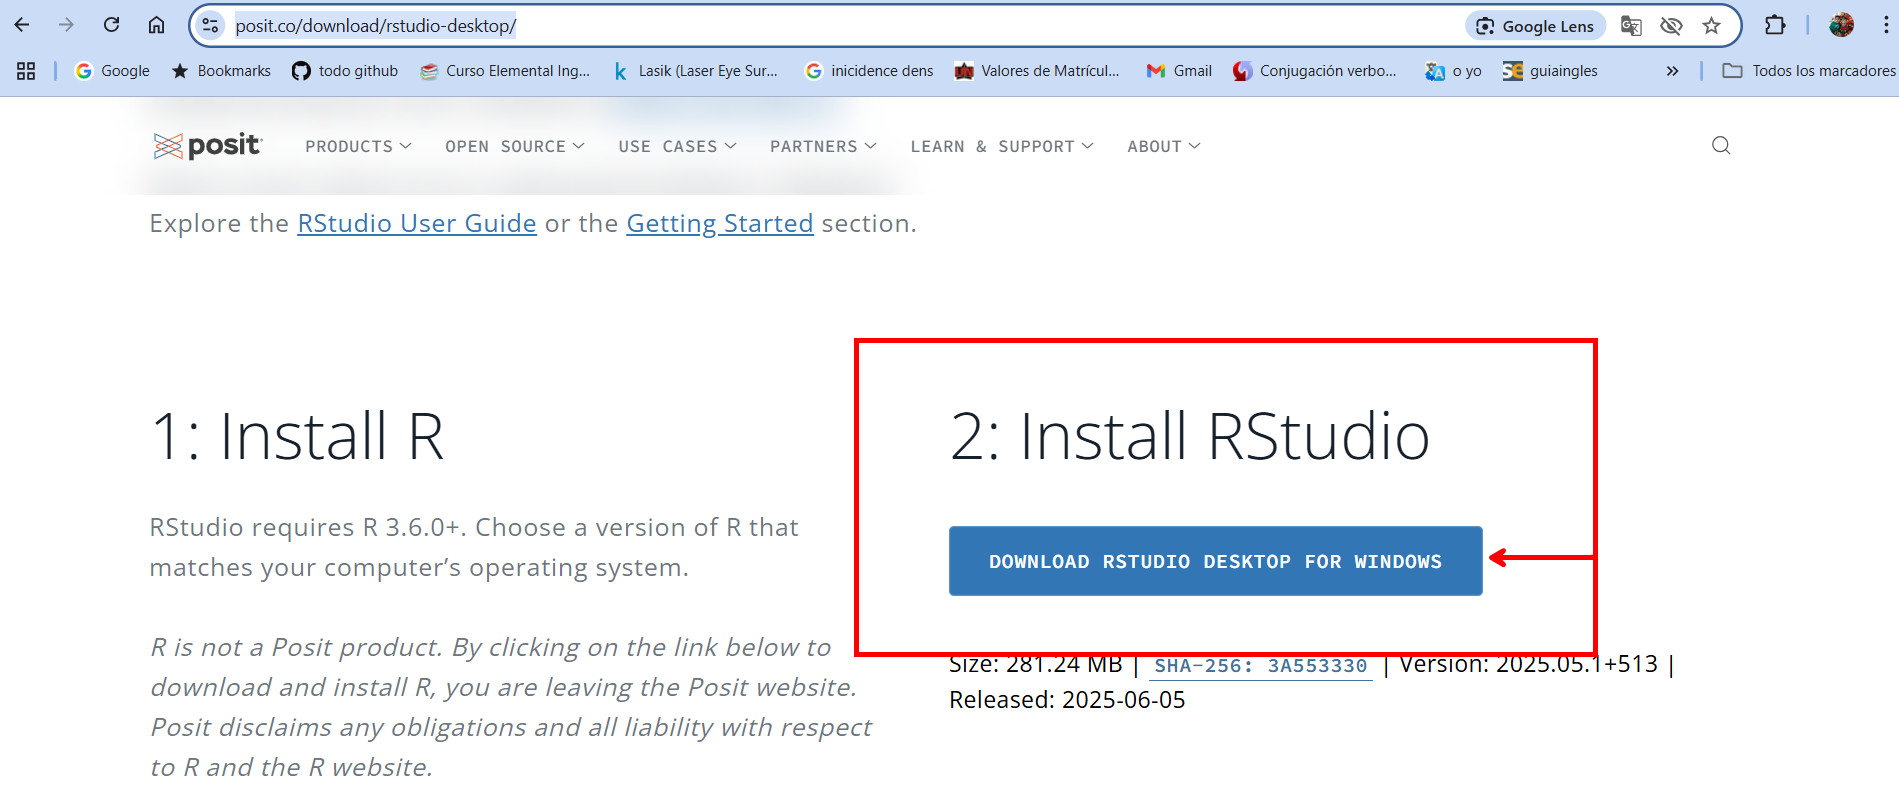 posit.co/download/rstudio-desktop/
Google Lens
Google
Bookmarks
todo github
Curso Elemental Ing...
Lasik (Laser Eye Sur...
inicidence dens
Valores de Matrícul...
Gmail
Conjugación verbo...
o yo
guiaingles
»
Todos los marcadores
posit
PRODUCTS
OPEN SOURCE
USE CASES
PARTNERS
LEARN & SUPPORT
ABOUT
Explore the RStudio User Guide or the Getting Started section.
1: Install R
RStudio requires R 3.6.0+. Choose a version of R that
matches your computer’s operating system.
R is not a Posit product. By clicking on the link below to
download and install R, you are leaving the Posit website.
Posit disclaims any obligations and all liability with respect
to R and the R website.
2: Install RStudio
DOWNLOAD RSTUDIO DESKTOP FOR WINDOWS
Size: 281.24 MB | SHA-256: 3A553330 | Version: 2025.05.1+513 |
Released: 2025-06-05